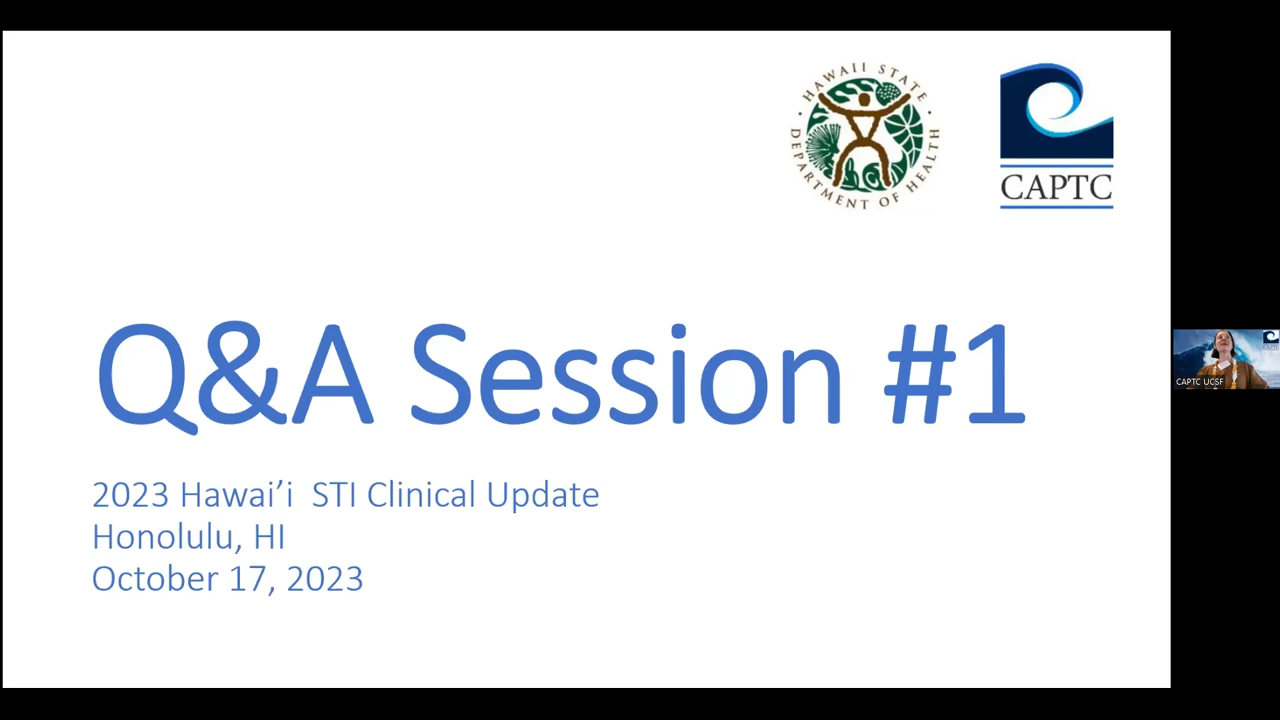 HAWAII STATE
DEPARTMENT OF HEALTH
CAPTC
Q&A Session #1
2023 Hawai’i  STI Clinical Update
Honolulu, HI
October 17, 2023
CAPTC UCSF